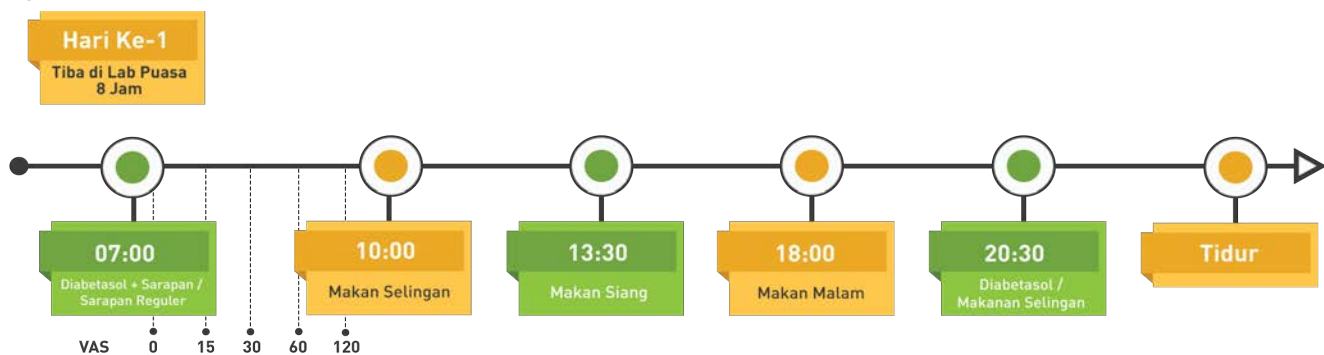 Hari Ke-1
Tiba di Lab Puasa
8 Jam
07:00
Diabetasol + Sarapan /
Sarapan Reguler
10:00
Makan Selingan
13:30
Makan Siang
18:00
Makan Malam
20:30
Diabetasol /
Makanan Selingan
Tidur
VAS 0 15 30 60 120